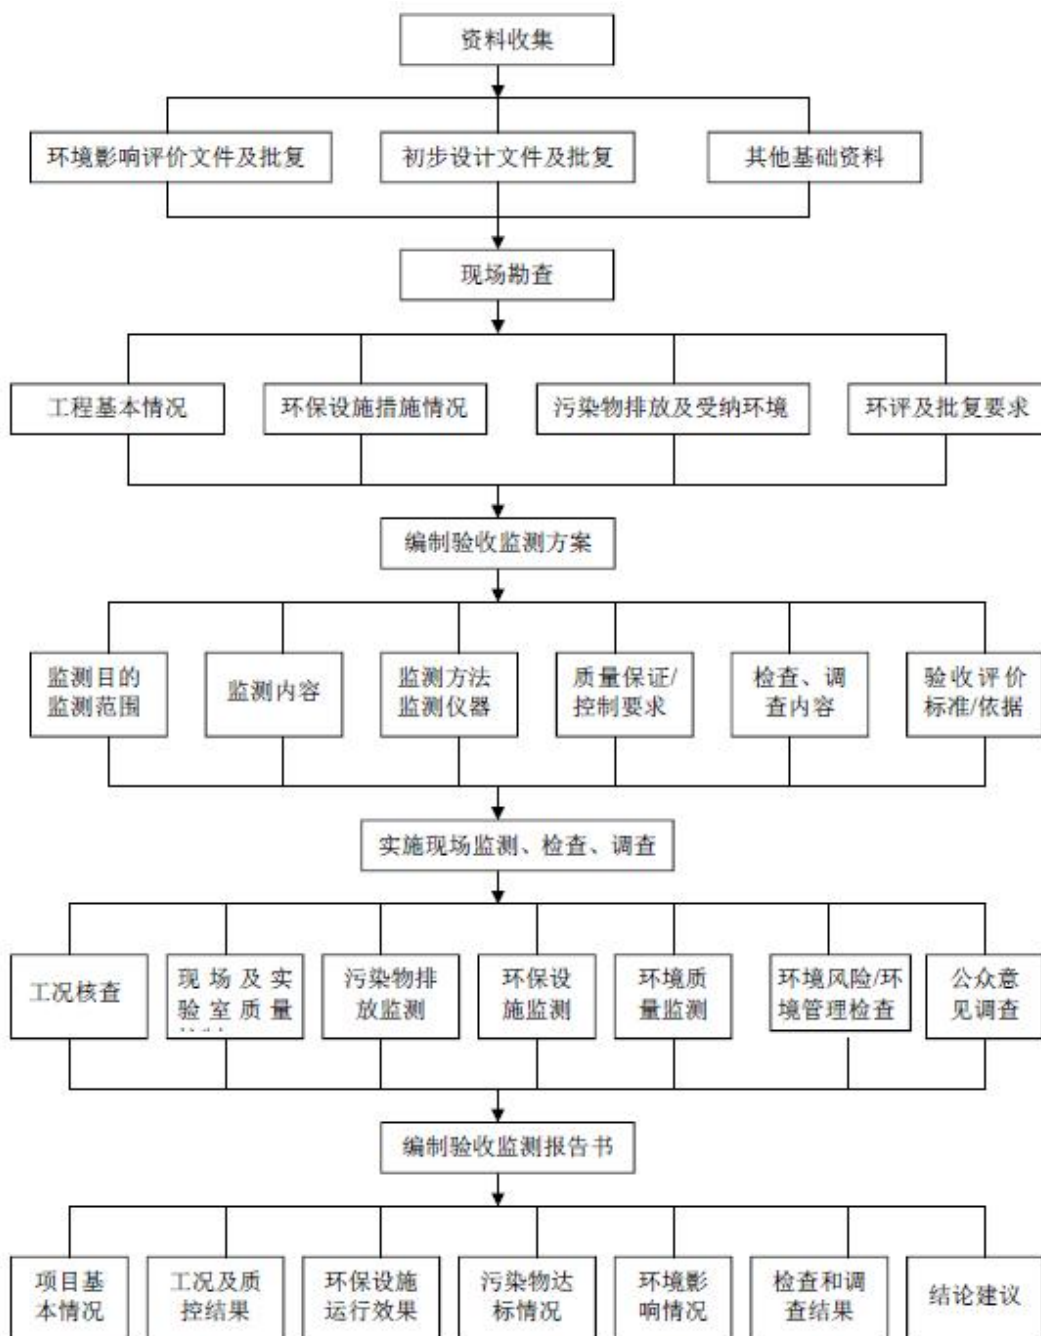 资料收集
环境影响评价文件及批复
初步设计文件及批复
其他基础资料
现场勘查
工程基本情况
环保设施措施情况
污染物排放及受纳环境
环评及批复要求
编制验收监测方案
监测目的
监测范围
监测内容
监测方法
监测仪器
质量保证/
控制要求
检查、调
查内容
验收评价
标准/依据
实施现场监测、检查、调查
工况核查
现场及实
验室质量
污染物排
放监测
环保设
施监测
环境质
量监测
环境风险/环
境管理检查
公众意
见调查
编制验收监测报告书
项目基
本情况
工况及质
控结果
环保设施
运行效果
污染物达
标情况
环境影
响情况
检查和调
查结果
结论建议